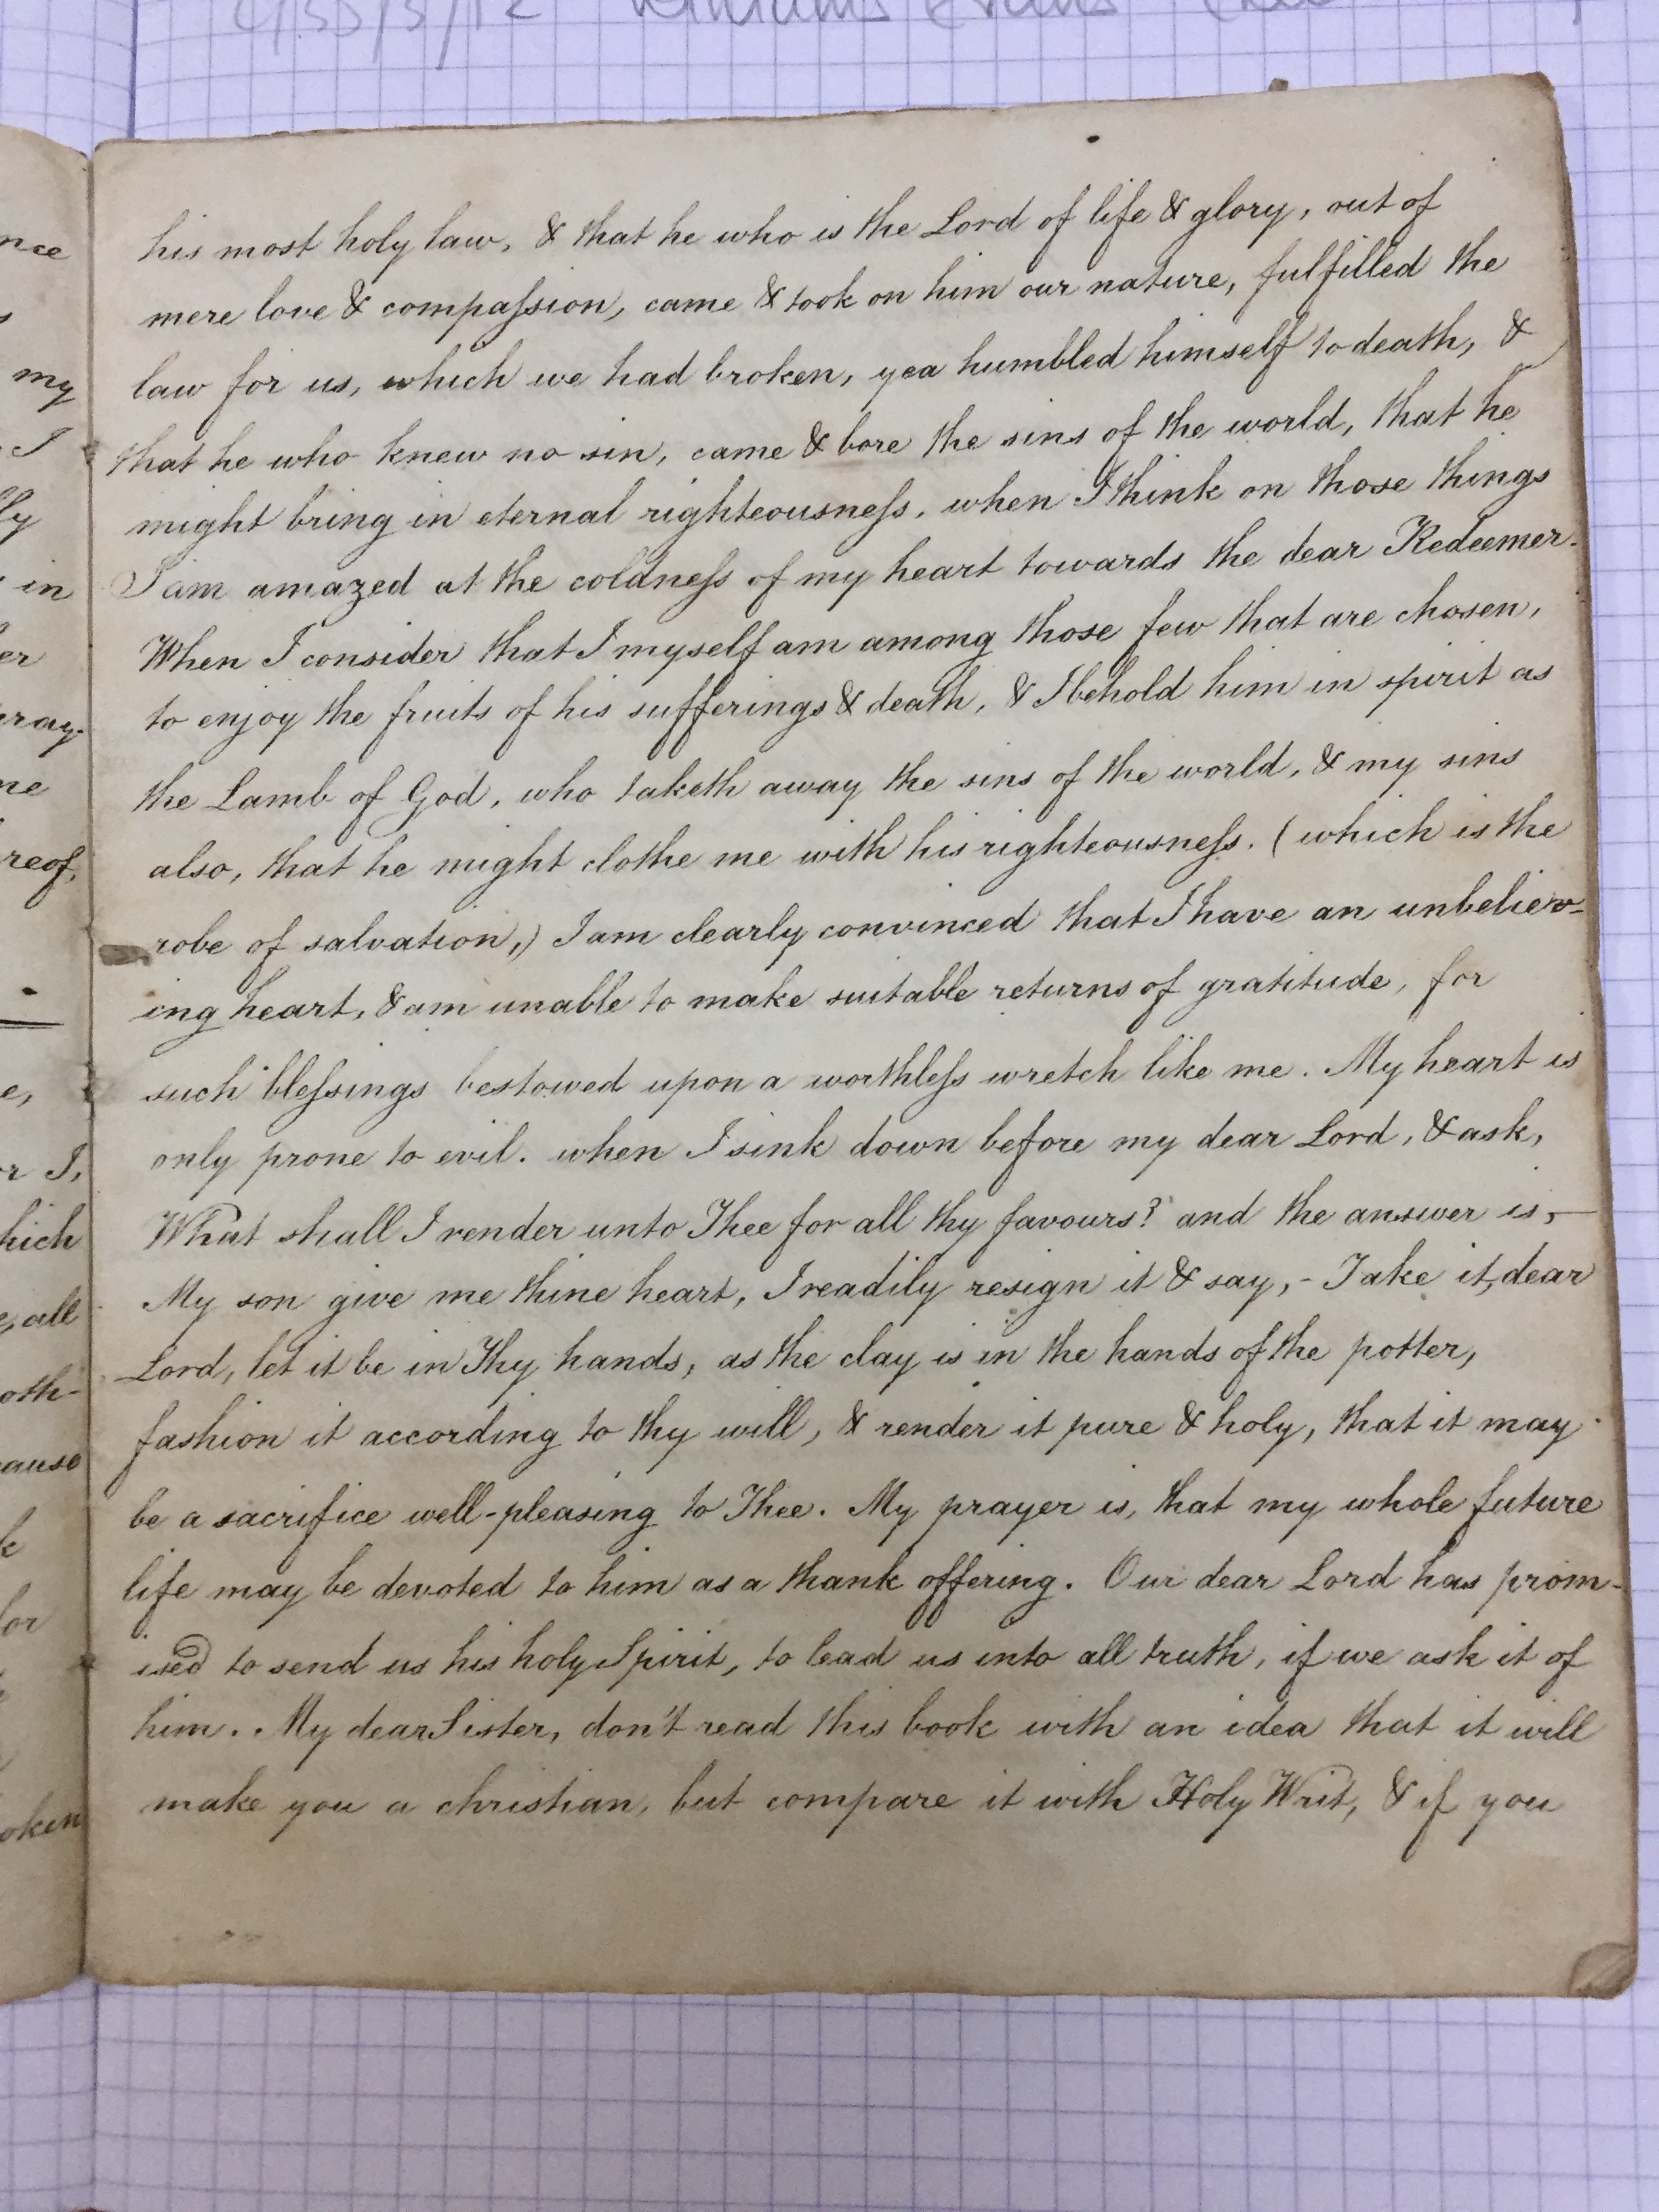 his most holy law, & that he who is the Lord of life & glory, out of
mere love & compaſsion, came & took on him our nature, fulfilled the
law for us, which we had broken, yea humbled himself to death, &
that he who knew no sin, came & bore the sins of the world, that he
might bring in eternal righteousneſs, when I think on those things
I am amazed at the coldneſs of my heart towards the dear Redeemer.
When I consider that I myself am among those few that are chosen,
to enjoy the fruits of his sufferings & death, & I behold him in spirit as
the Lamb of God, who taketh away the sins of the world, & my sins
also, that he might clothe me with his righteousneſs. (which is the
robe of salvation,) I am clearly convinced that I have an unbeliev-
ing heart, & am unable to make suitable returns of gratitude, for
such bleſsings bestowed upon a worthleſs wretch like me. My heart is
only prone to evil. when I sink down before my dear Lord, & ask,
What shall I render unto Thee for all thy favours? and the answer is,—
My son give me thine heart, I readily resign it & say,- Take it, dear
Lord, let it be in Thy hands, as the clay is in the hands of the potter,
fashion it according to thy will, & render it pure & holy, that it may
be a sacrifice well-pleasing to Thee. My prayer is, that my whole future
life may be devoted to him as a thank offering. Our dear Lord has prom-
ised to send us his holy Spirit, to lead us into all truth, if we ask it of
him. My dear Sister, don't read this book with an idea that it will
make you a christian, but compare it with Holy Writ, & if you
my
I
in
reof,
r I,
all
oth-
oken